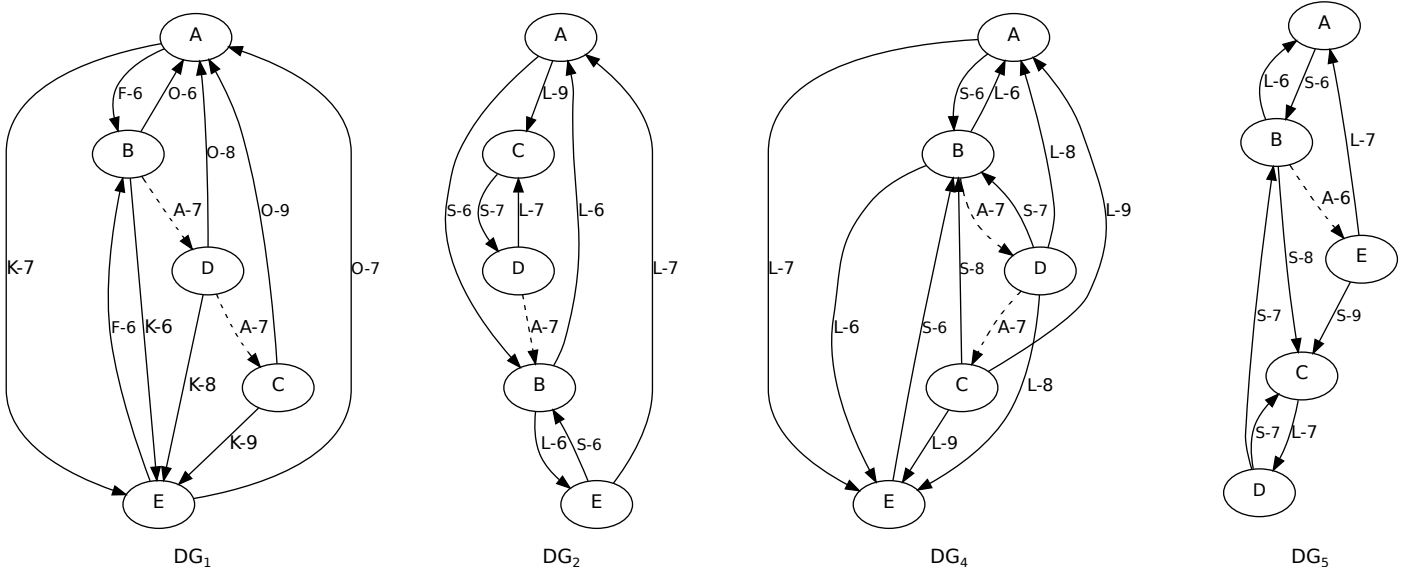 A
F-6
O-6
B
O-8
A-7
O-9
K-7
D
O-7
F-6
K-6
A-7
K-8
C
K-9
E
DG1
A
L-9
C
S-6
S-7
L-7
L-6
D
L-7
A-7
B
L-6
S-6
E
DG2
A
S-6
L-6
B
L-8
A-7
S-7
L-9
L-7
S-8
D
L-6
S-6
A-7
C
L-8
L-9
E
DG4
A
L-6
S-6
B
L-7
A-6
S-8
E
S-7
S-9
C
S-7
L-7
D
DG5